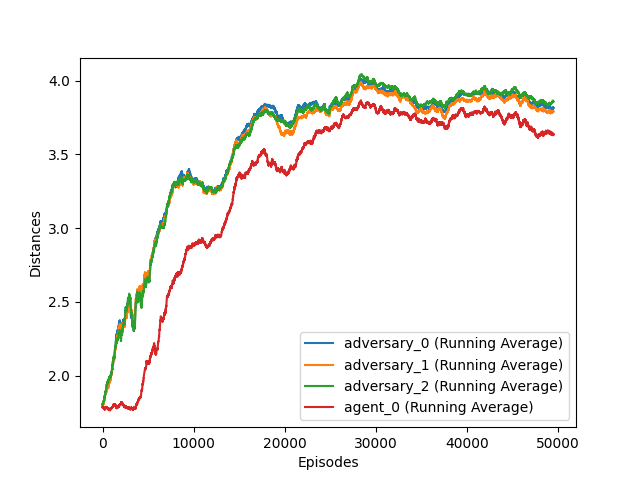 4.0
3.5
3.0
2.5
2.0
Distances
adversary_0 (Running Average)
adversary_1 (Running Average)
adversary_2 (Running Average)
agent_0 (Running Average)
0 10000 20000 30000 40000 50000
Episodes